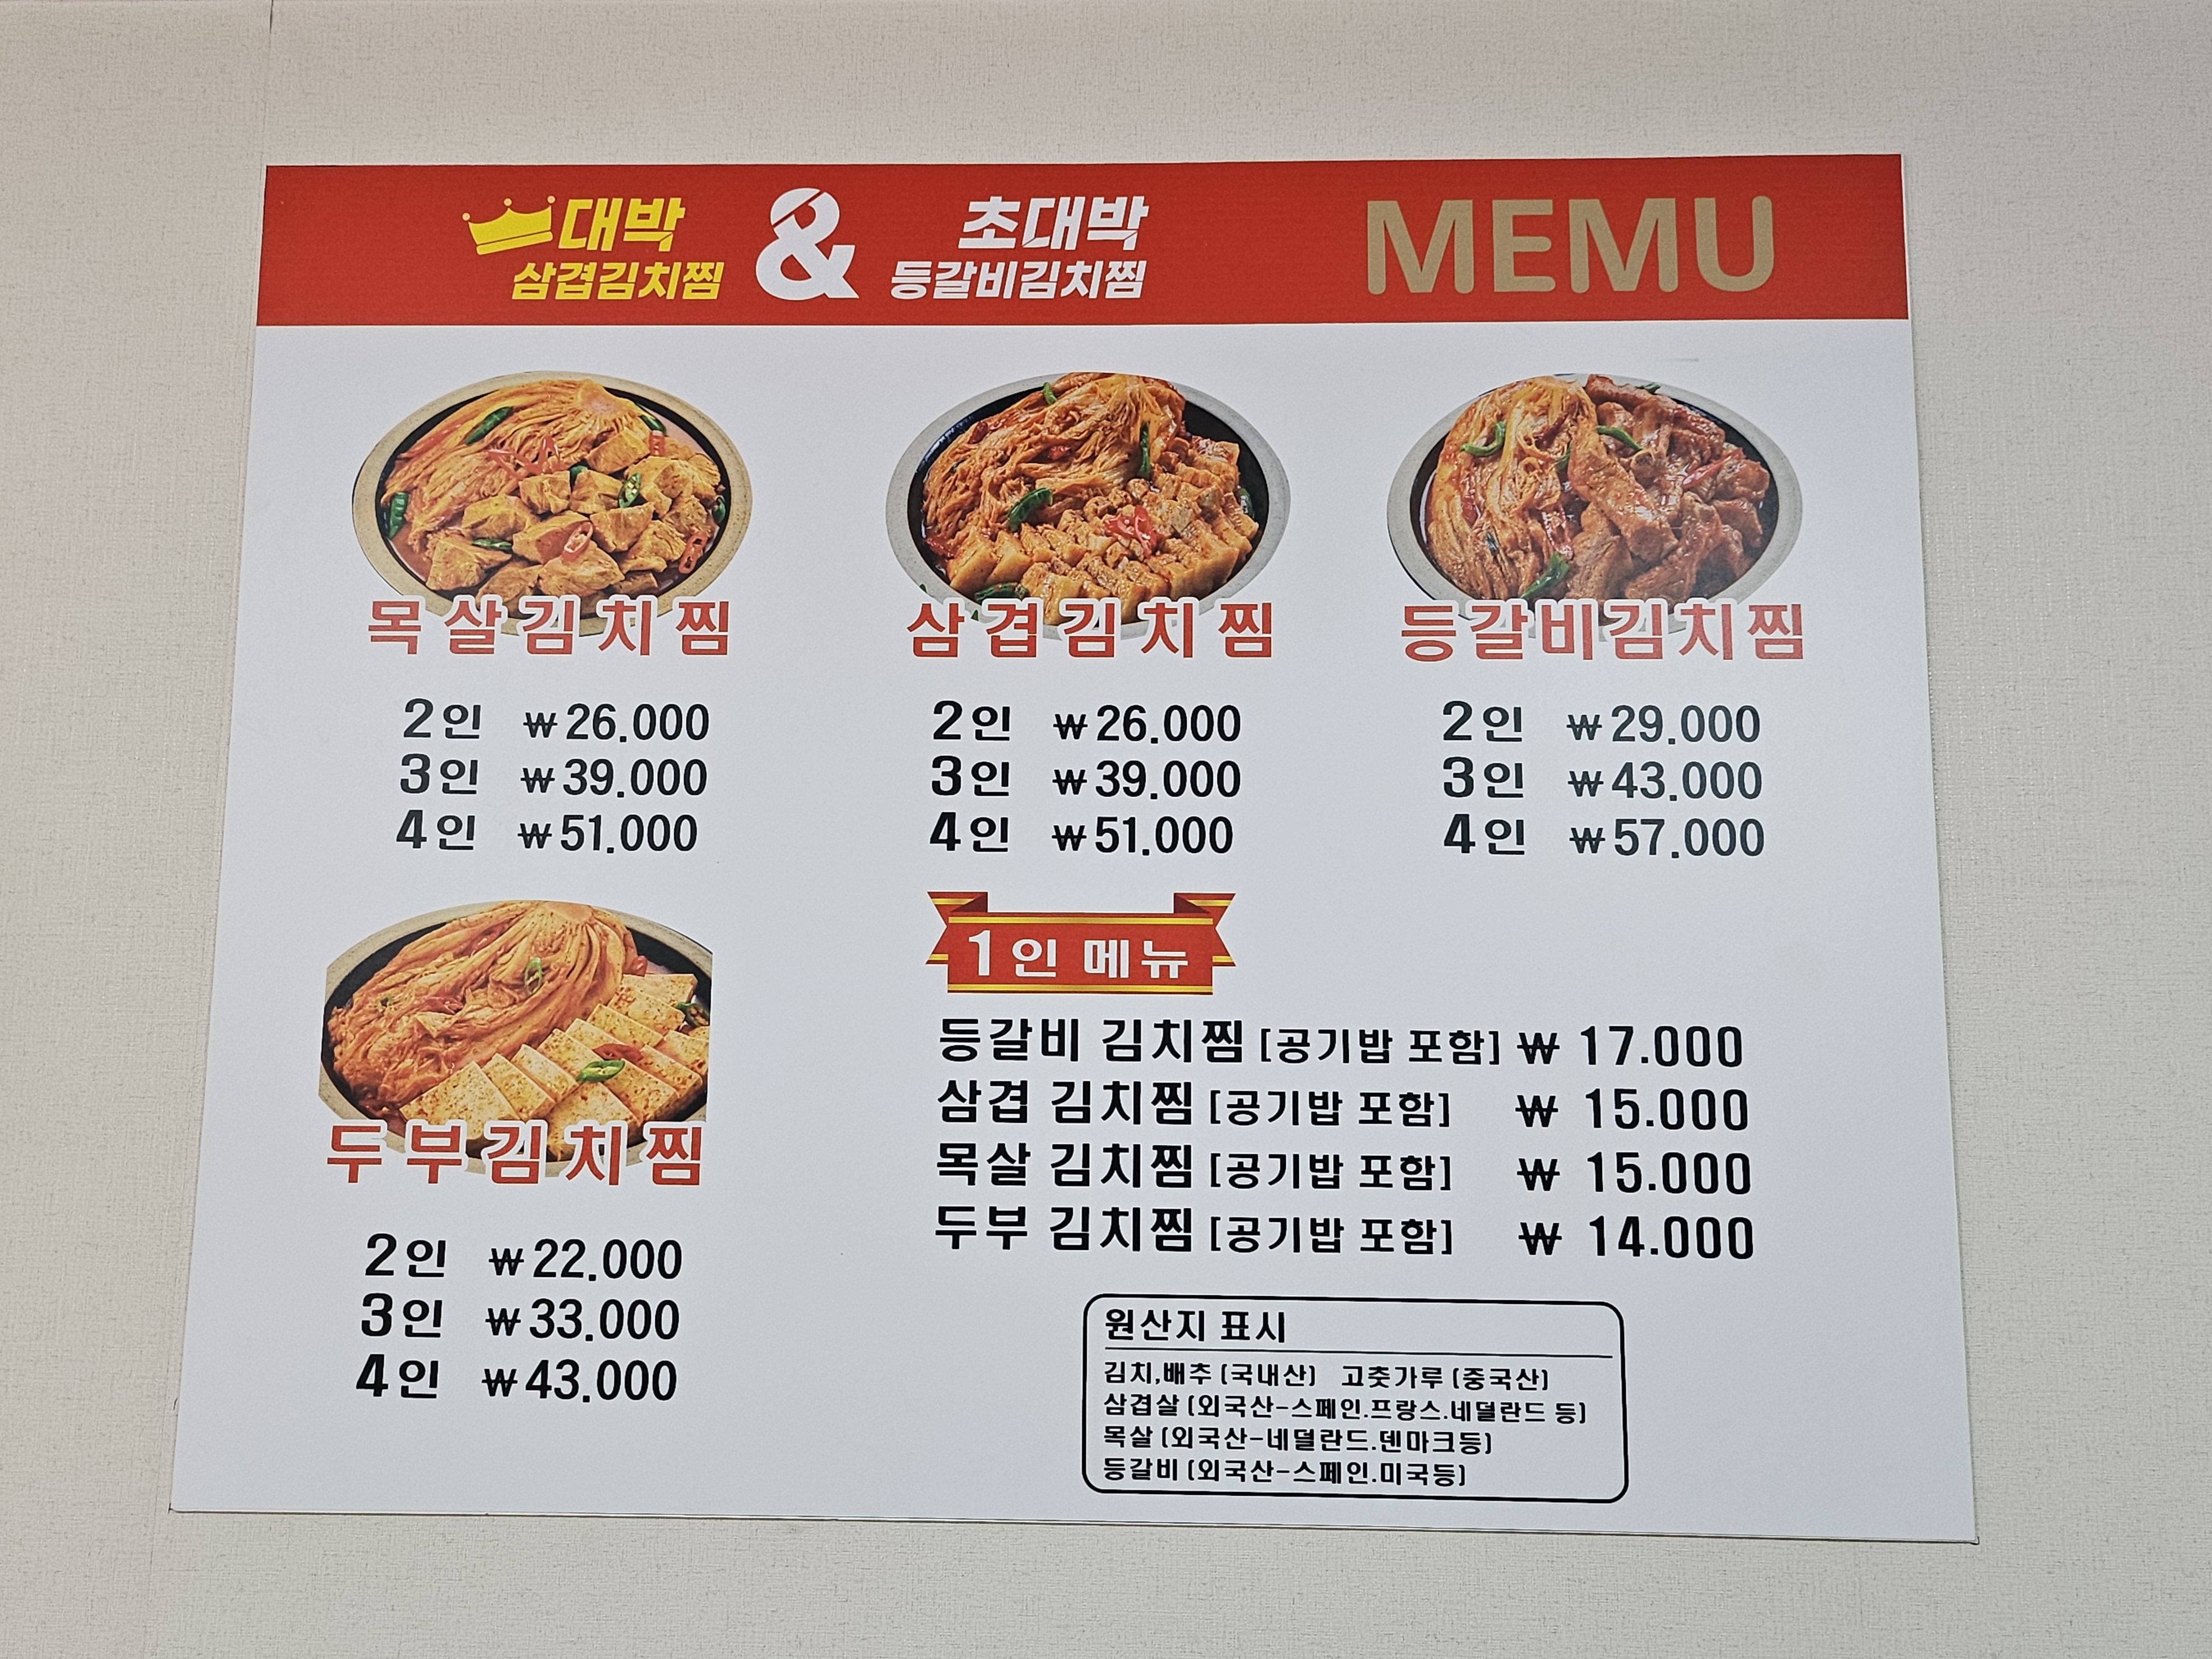 대박
삼겹김치찜
&
초대박
등갈비김치찜
MEMU
목살김치찜
2인 ₩26.000
3인 ₩39.000
4인 ₩51.000
삼겹김치찜
2인 ₩26.000
3인 ₩39.000
4인 ₩51.000
등갈비김치찜
2인 ₩29.000
3인 ₩43.000
4인 ₩57.000
두부김치찜
2인 ₩22.000
3인 ₩33.000
4인 ₩43.000
1인 메뉴
등갈비 김치찜 [공기밥 포함] ₩ 17.000
삼겹 김치찜 [공기밥 포함] ₩ 15.000
목살 김치찜 [공기밥 포함] ₩ 15.000
두부 김치찜 [공기밥 포함] ₩ 14.000
원산지 표시
김치,배추 (국내산) 고춧가루 (중국산)
삼겹살 (외국산-스페인.프랑스.네덜란드 등)
목살 (외국산-네덜란드.덴마크등)
등갈비 (외국산-스페인.미국등)